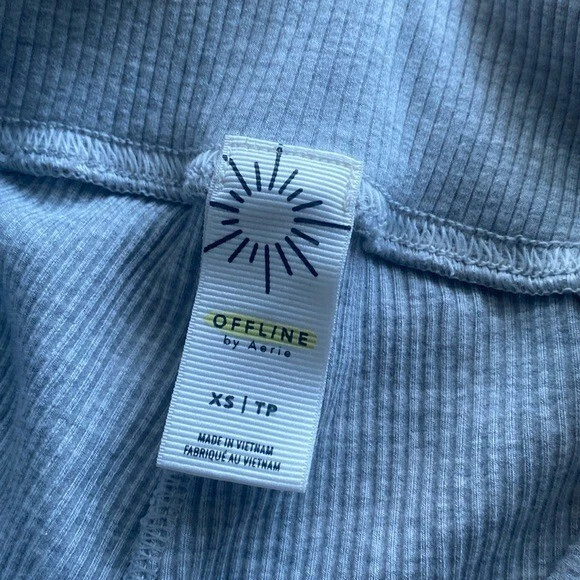 OFFLINE
by Aerie
XS | TP
MADE IN VIETNAM
FABRIQUÉ AU VIETNAM